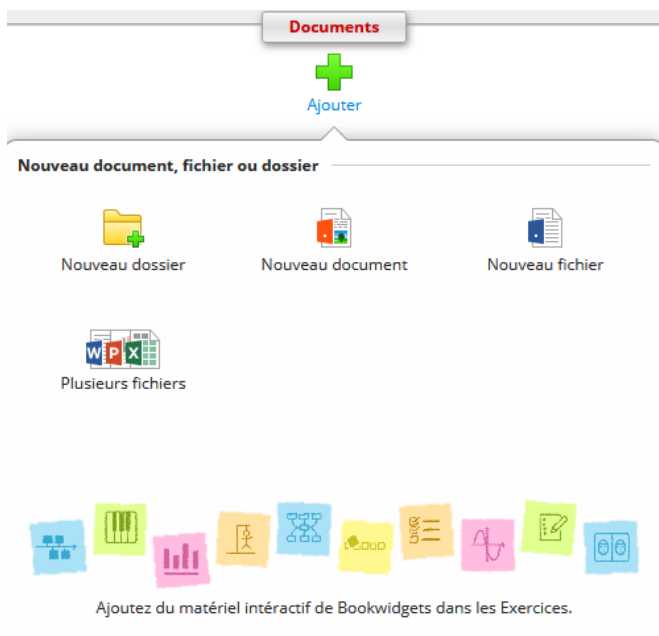 Documents
Ajouter
Nouveau document, fichier ou dossier
Nouveau dossier
Nouveau document
Nouveau fichier
W P X
Plusieurs fichiers
Ajoutez du matériel intéractif de Bookwidgets dans les Exercices.